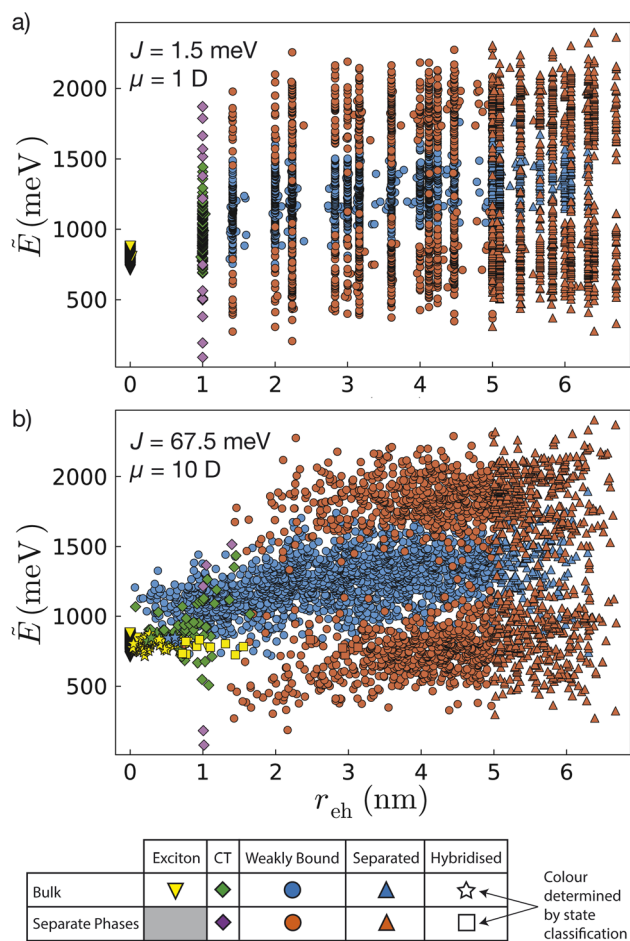 a)
J = 1.5 meV
μ = 1 D
2000
1500
1000
500
Ẽ (meV)
0 1 2 3 4 5 6
b)
J = 67.5 meV
μ = 10 D
2000
1500
1000
500
Ẽ (meV)
0 1 2 3 4 5 6
r_eh (nm)
Exciton CT Weakly Bound Separated Hybridised
Bulk
Separate Phases
Colour
determined
by state
classification